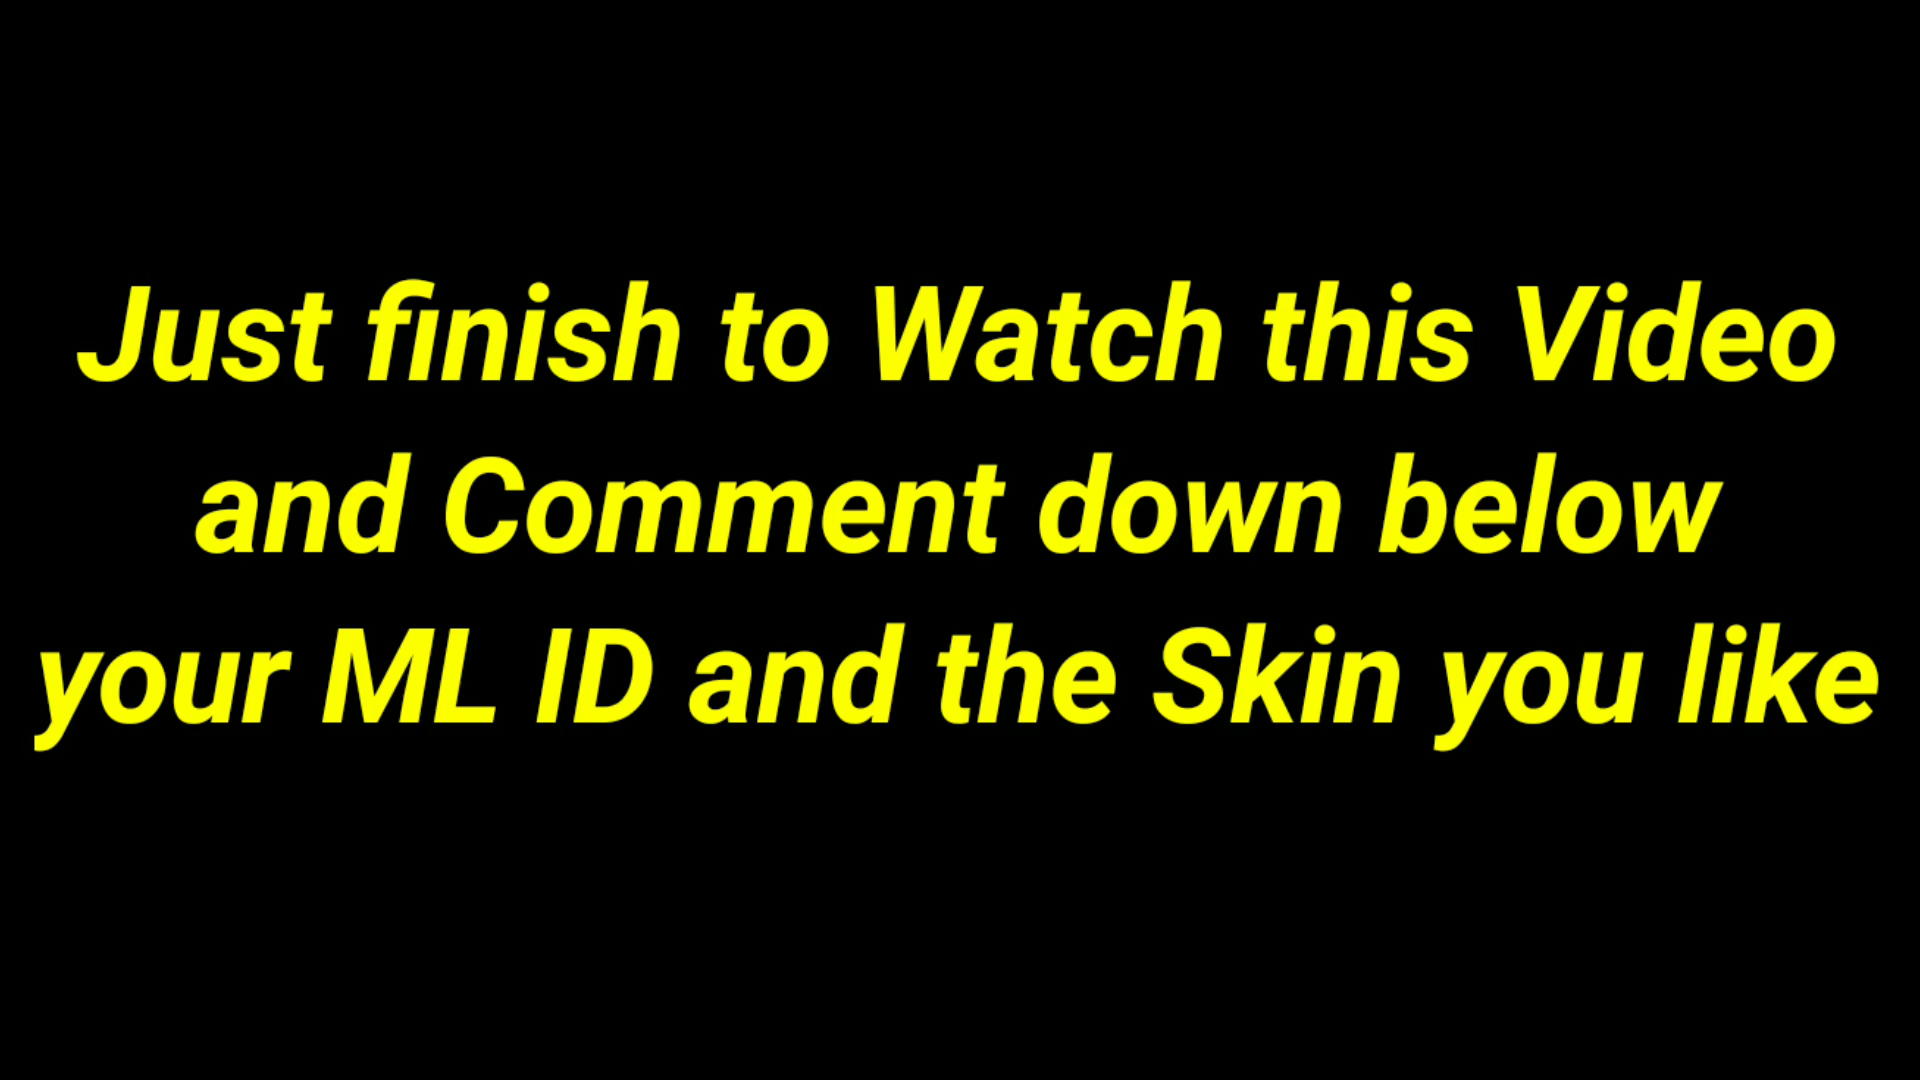 Just finish to Watch this Video
and Comment down below
your ML ID and the Skin you like